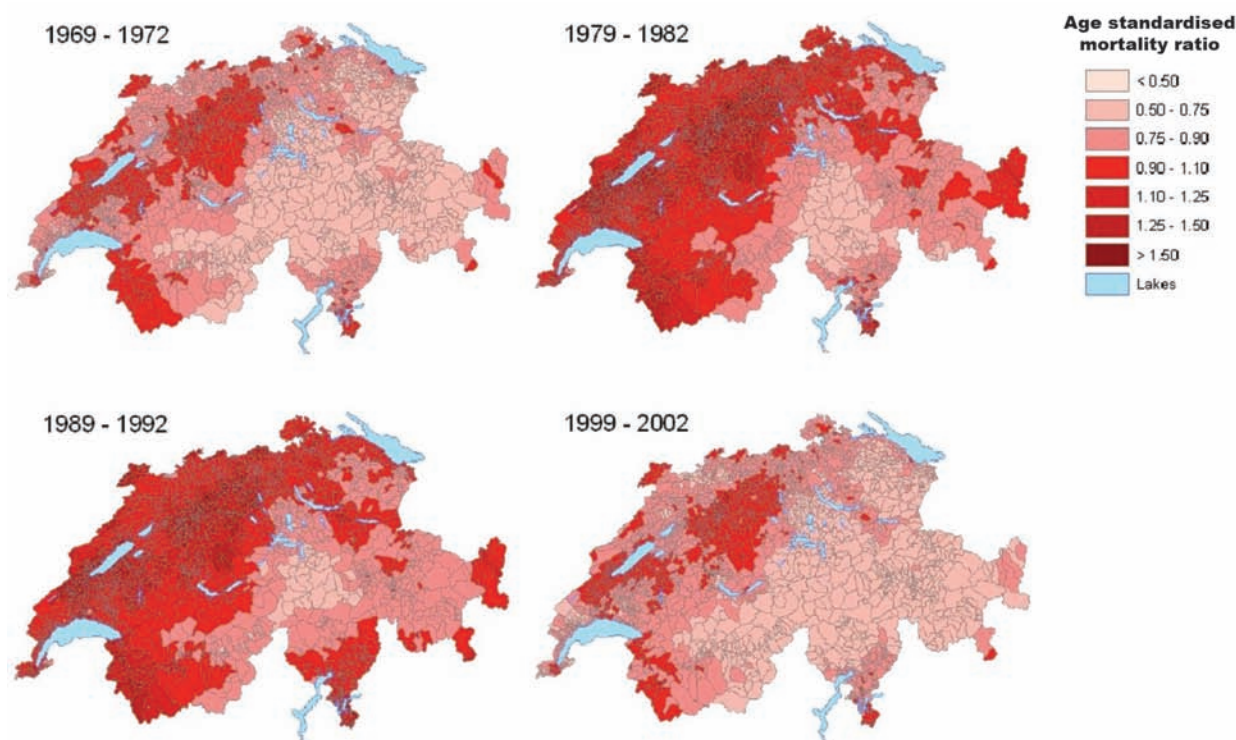 1969 - 1972
1979 - 1982
Age standardised
mortality ratio
< 0.50
0.50 - 0.75
0.75 - 0.90
0.90 - 1.10
1.10 - 1.25
1.25 - 1.50
> 1.50
Lakes
1989 - 1992
1999 - 2002